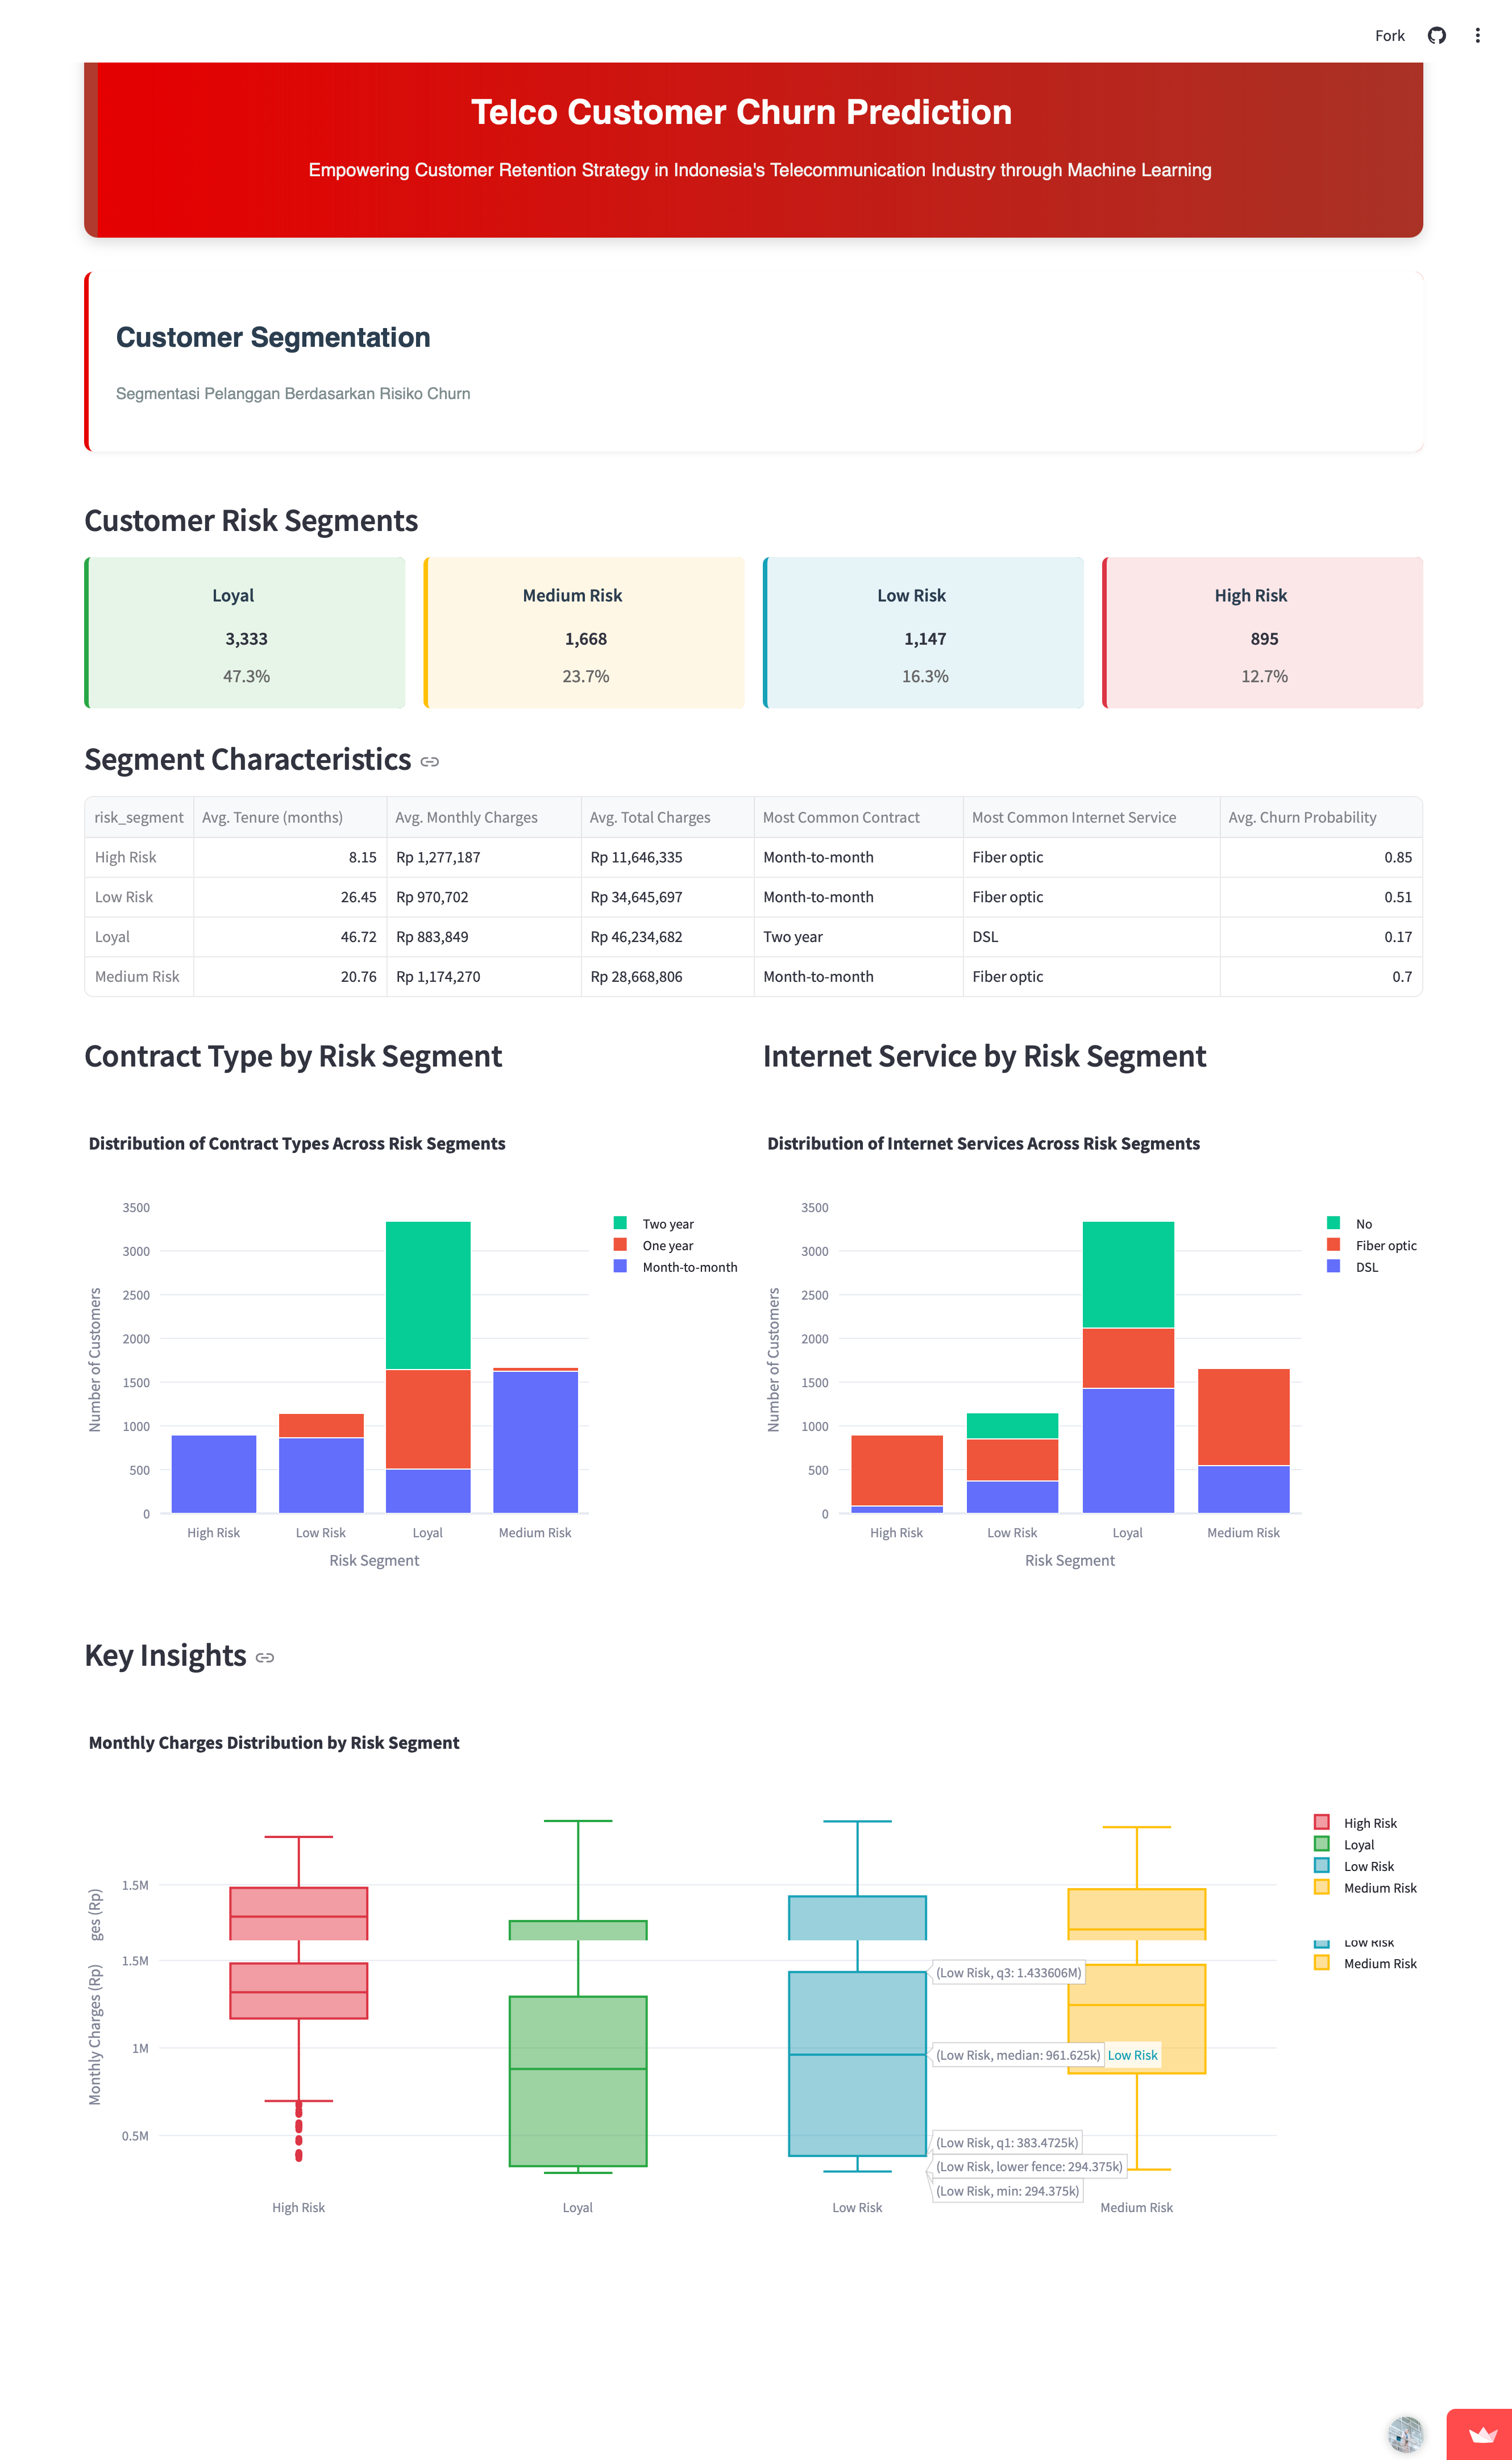 Fork
Telco Customer Churn Prediction
Empowering Customer Retention Strategy in Indonesia's Telecommunication Industry through Machine Learning
Customer Segmentation
Segmentasi Pelanggan Berdasarkan Risiko Churn
Customer Risk Segments
Loyal
3,333
47.3%
Medium Risk
1,668
23.7%
Low Risk
1,147
16.3%
High Risk
895
12.7%
Segment Characteristics
risk_segment Avg. Tenure (months) Avg. Monthly Charges Avg. Total Charges Most Common Contract Most Common Internet Service Avg. Churn Probability
High Risk 8.15 Rp 1,277,187 Rp 11,646,335 Month-to-month Fiber optic 0.85
Low Risk 26.45 Rp 970,702 Rp 34,645,697 Month-to-month Fiber optic 0.51
Loyal 46.72 Rp 883,849 Rp 46,234,682 Two year DSL 0.17
Medium Risk 20.76 Rp 1,174,270 Rp 28,668,806 Month-to-month Fiber optic 0.7
Contract Type by Risk Segment
Distribution of Contract Types Across Risk Segments
3500
3000
2500
2000
1500
1000
500
0
Number of Customers
High Risk Low Risk Loyal Medium Risk
Risk Segment
Two year
One year
Month-to-month
Internet Service by Risk Segment
Distribution of Internet Services Across Risk Segments
3500
3000
2500
2000
1500
1000
500
0
Number of Customers
High Risk Low Risk Loyal Medium Risk
Risk Segment
No
Fiber optic
DSL
Key Insights
Monthly Charges Distribution by Risk Segment
1.5M
ges (Rp)
High Risk
Loyal
Low Risk
Medium Risk
Low Risk
Medium Risk
1.5M
1M
0.5M
Monthly Charges (Rp)
(Low Risk, q3: 1.433606M)
(Low Risk, median: 961.625k) Low Risk
(Low Risk, q1: 383.4725k)
(Low Risk, lower fence: 294.375k)
(Low Risk, min: 294.375k)
High Risk Loyal Low Risk Medium Risk